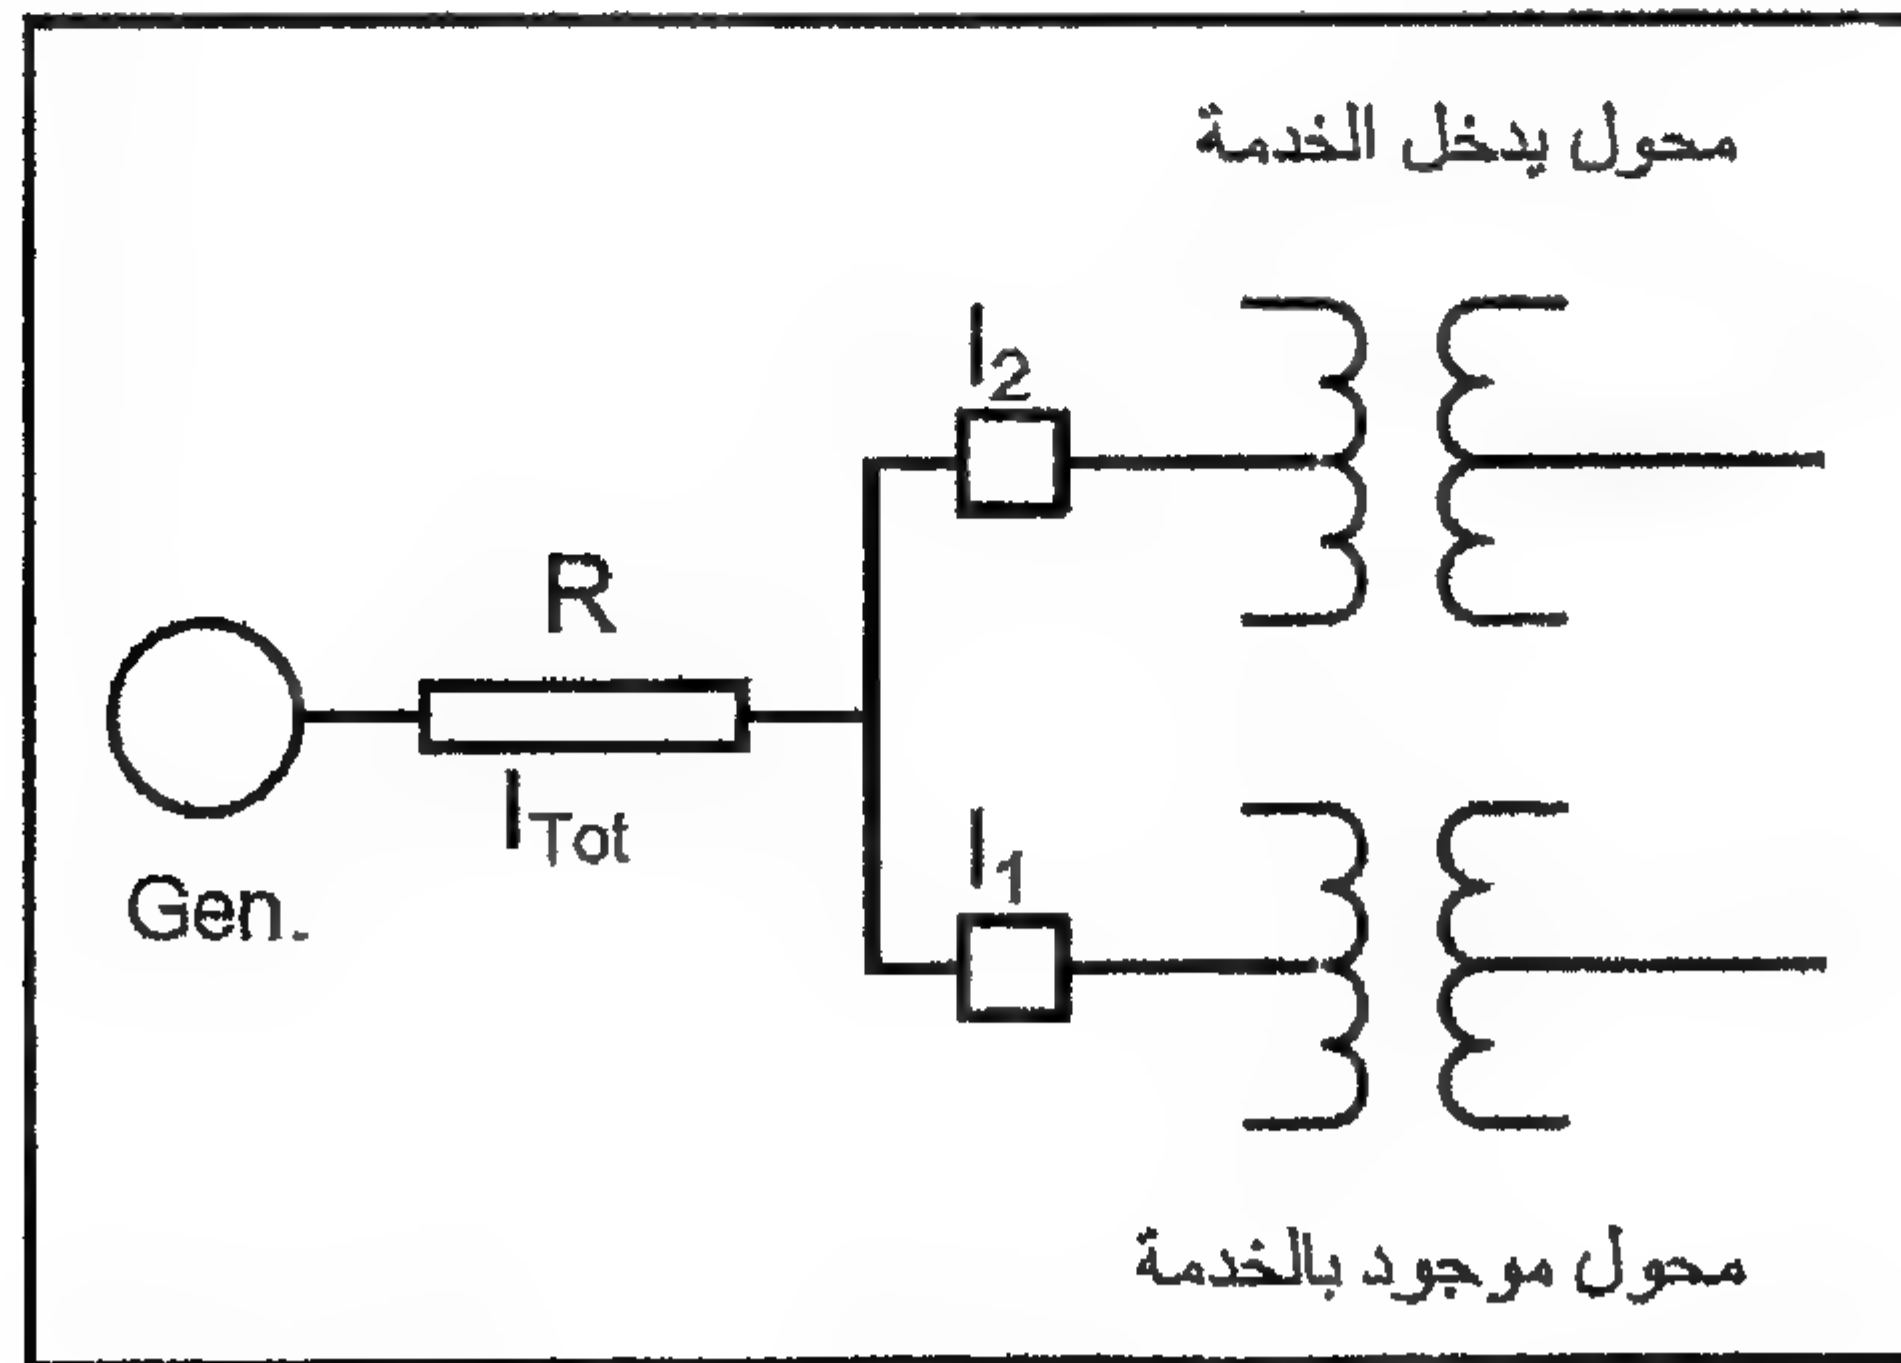 محول يدخل الخدمة
I2
R
ITot
Gen.
I1
محول موجود بالخدمة